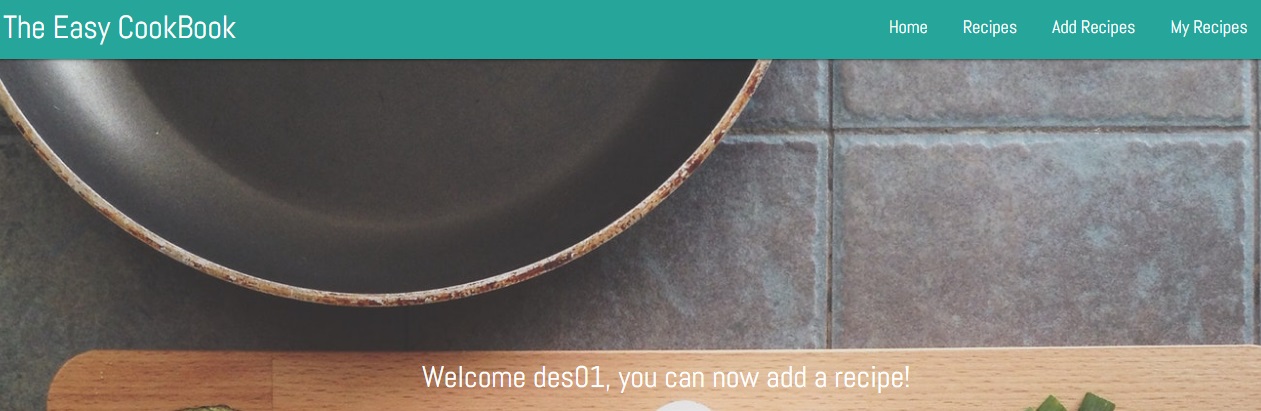 The Easy CookBook
Home Recipes Add Recipes My Recipes
Welcome des01, you can now add a recipe!